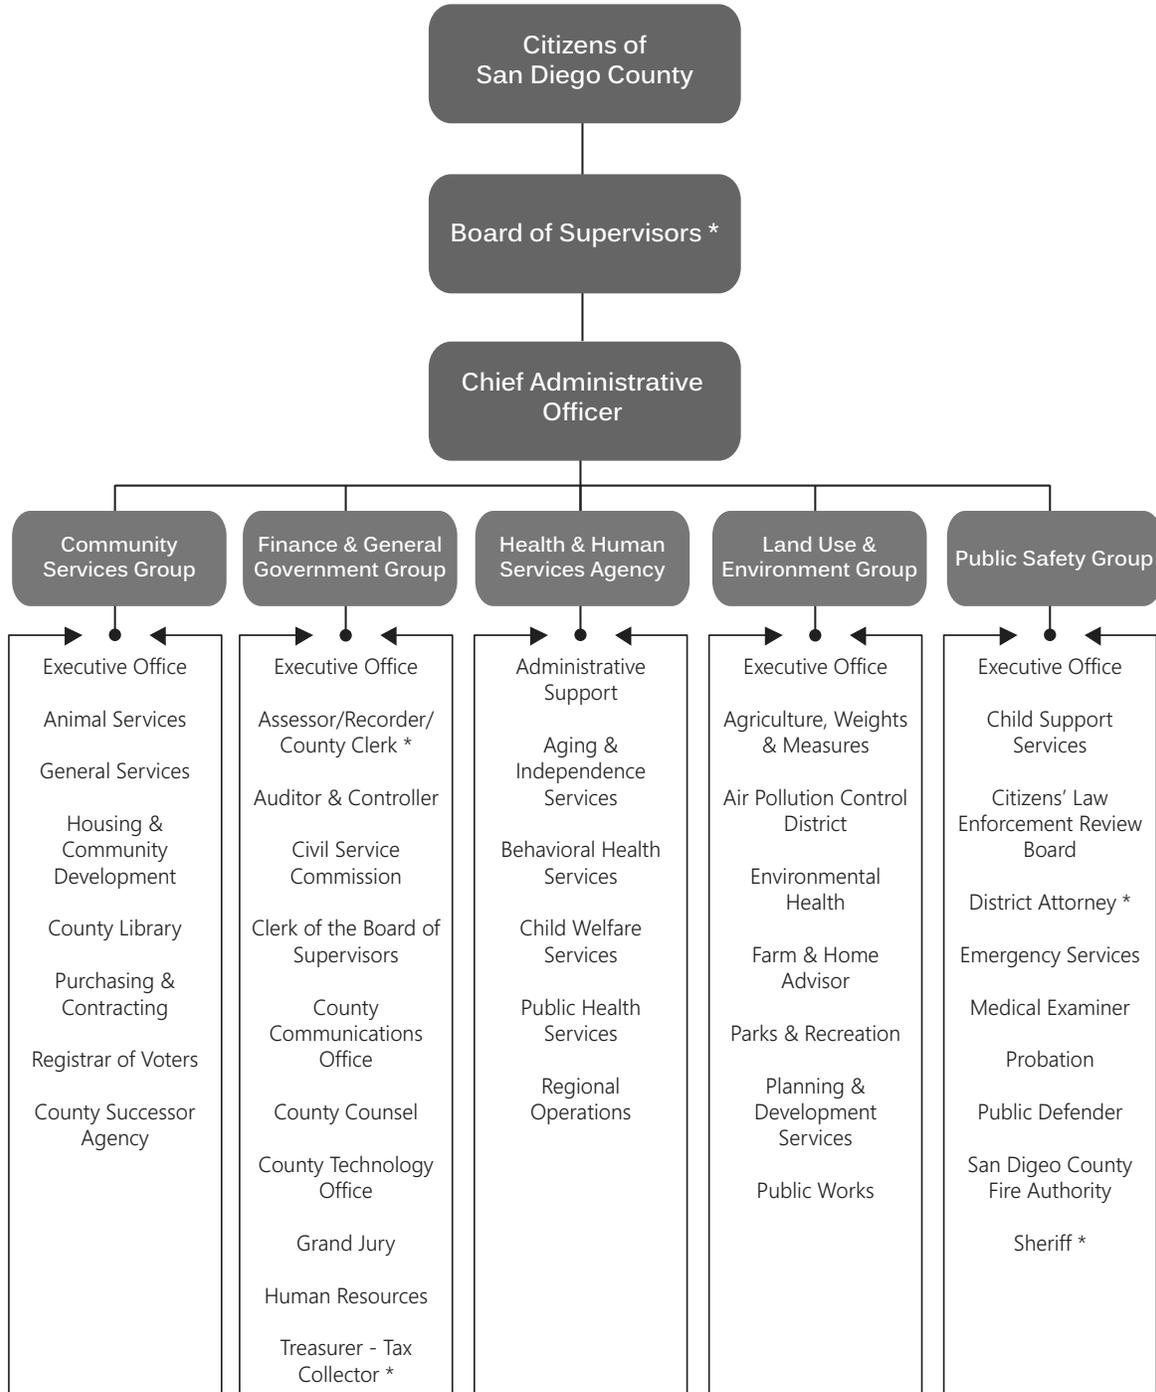 Citizens of
San Diego County
Board of Supervisors *
Chief Administrative
Officer
Community
Services Group
Finance & General
Government Group
Health & Human
Services Agency
Land Use &
Environment Group
Public Safety Group
Executive Office
Animal Services
General Services
Housing &
Community
Development
County Library
Purchasing &
Contracting
Registrar of Voters
County Successor
Agency
Executive Office
Assessor/Recorder/
County Clerk *
Auditor & Controller
Civil Service
Commission
Clerk of the Board of
Supervisors
County
Communications
Office
County Counsel
County Technology
Office
Grand Jury
Human Resources
Treasurer - Tax
Collector *
Administrative
Support
Aging &
Independence
Services
Behavioral Health
Services
Child Welfare
Services
Public Health
Services
Regional
Operations
Executive Office
Agriculture, Weights
& Measures
Air Pollution Control
District
Environmental
Health
Farm & Home
Advisor
Parks & Recreation
Planning &
Development
Services
Public Works
Executive Office
Child Support
Services
Citizens’ Law
Enforcement Review
Board
District Attorney *
Emergency Services
Medical Examiner
Probation
Public Defender
San Digeo County
Fire Authority
Sheriff *